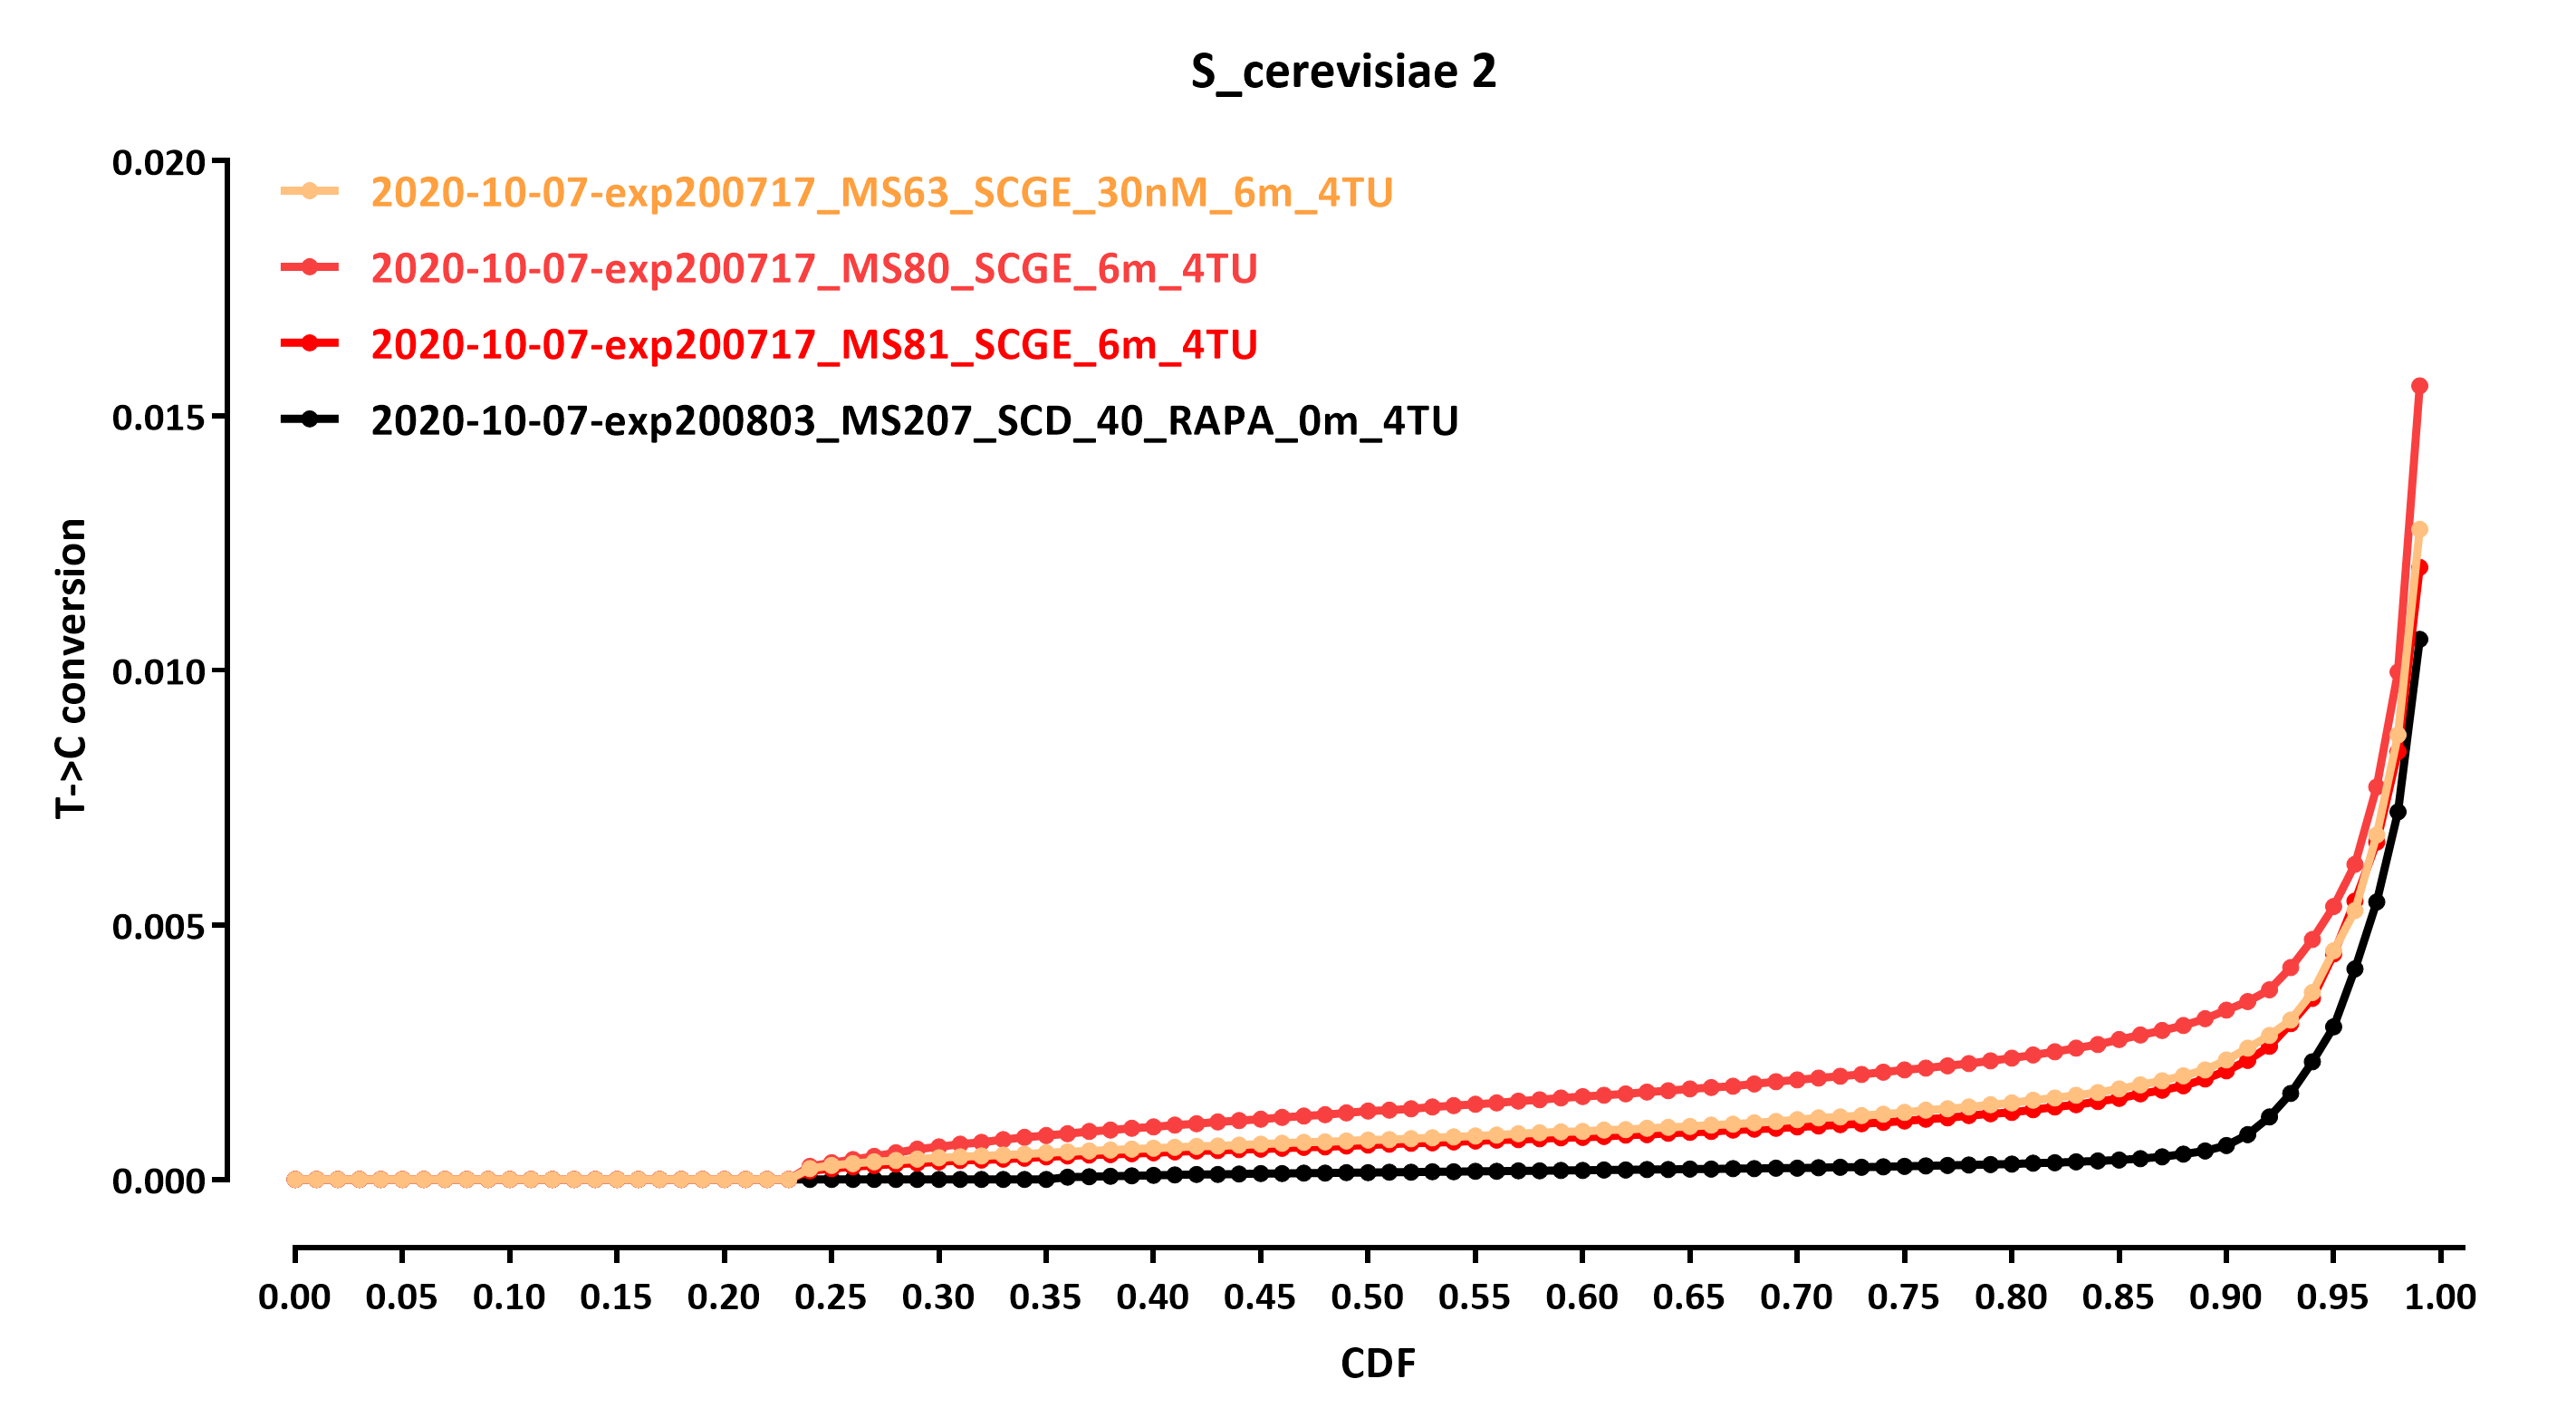 S_cerevisiae 2
0.020
0.015
0.010
0.005
0.000
T->C conversion
2020-10-07-exp200717_MS63_SCGE_30nM_6m_4TU
2020-10-07-exp200717_MS80_SCGE_6m_4TU
2020-10-07-exp200717_MS81_SCGE_6m_4TU
2020-10-07-exp200803_MS207_SCD_40_RAPA_0m_4TU
0.00 0.05 0.10 0.15 0.20 0.25 0.30 0.35 0.40 0.45 0.50 0.55 0.60 0.65 0.70 0.75 0.80 0.85 0.90 0.95 1.00
CDF